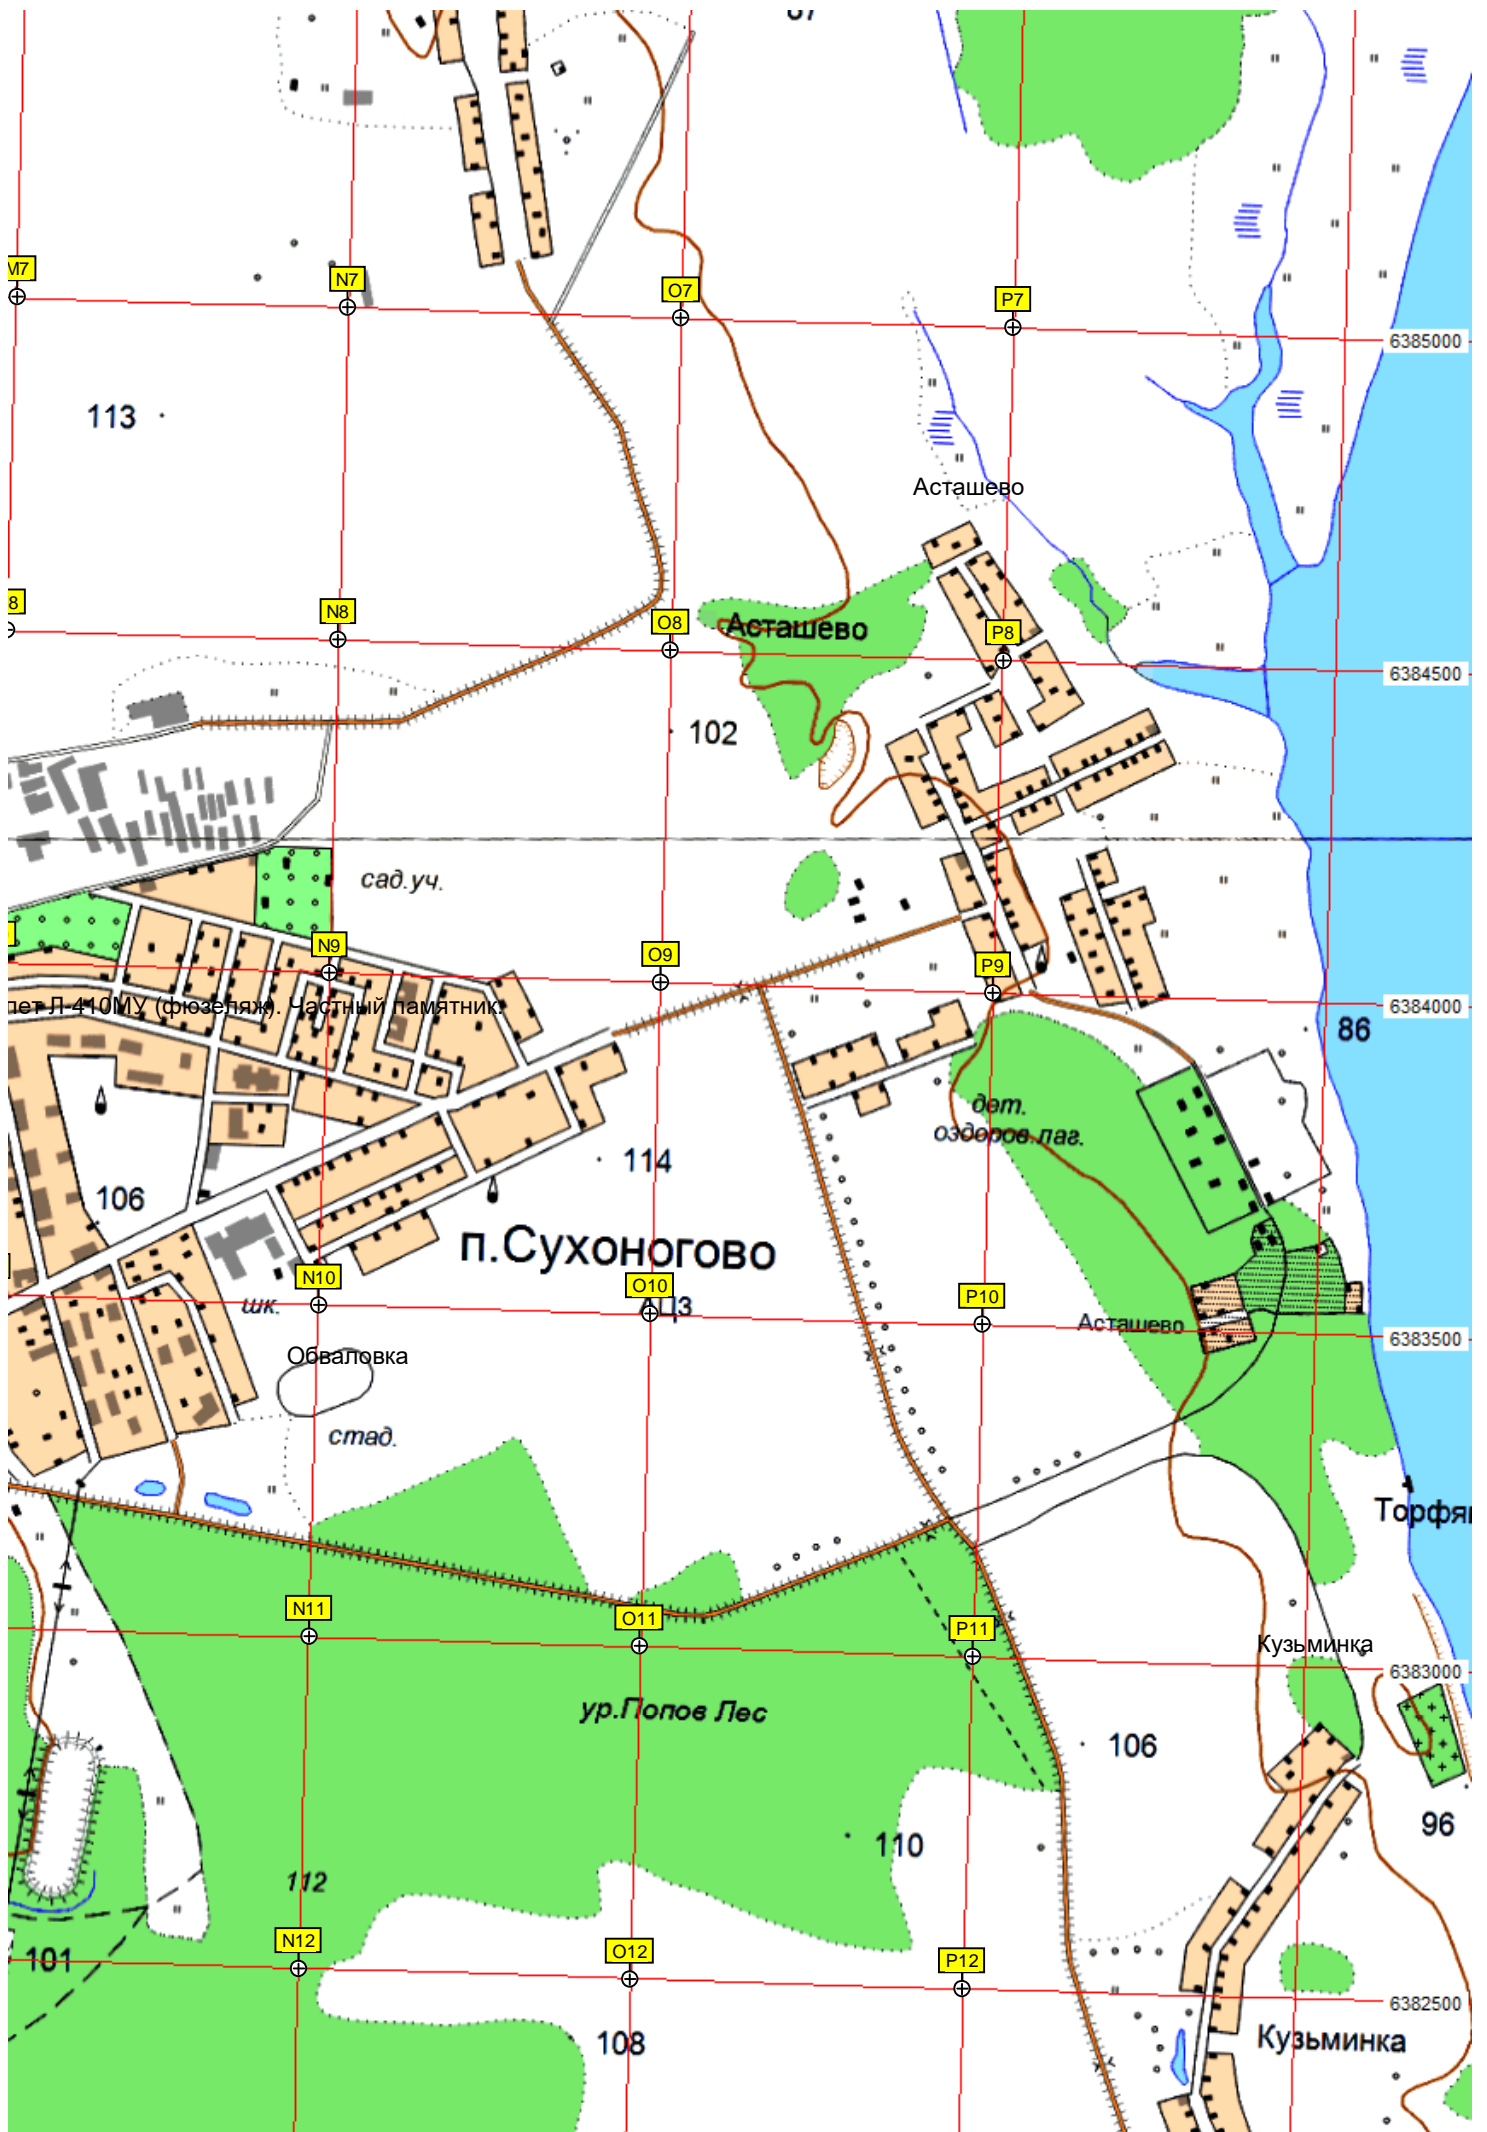 M7
N7
O7
P7
6385000
113
Асташево
8
N8
O8
Асташево
P8
6384500
102
сад.уч.
N9
O9
P9
6384000
лет Л-410МУ (фюзеляж). Частный памятник.
86
дет.
оздоров.лаг.
114
106
п.Сухоногово
N10
O10
P10
АЦЗ
шк.
Асташево
6383500
Обваловка
стад.
Торфян
N11
O11
P11
Кузьминка
6383000
ур.Попов Лес
106
96
110
112
N12
O12
P12
101
6382500
108
Кузьминка